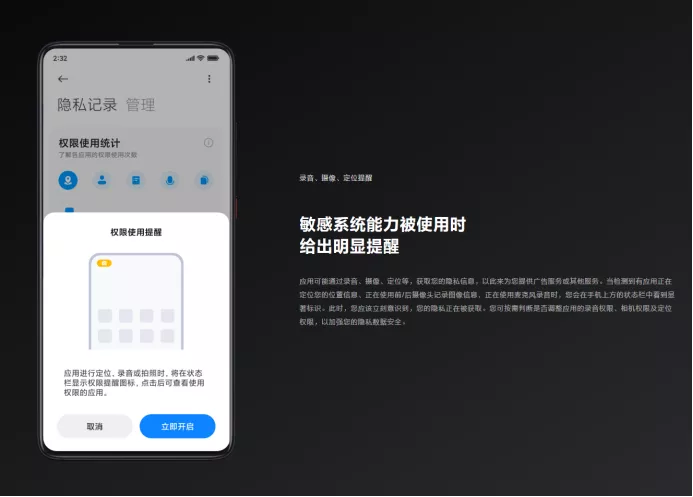 2:32
隐私记录 管理
权限使用统计
了解各应用的权限使用次数
权限使用提醒
应用进行定位、录音或拍照时，将在状态
栏显示权限提醒图标，点击后可查看使用
权限的应用。
取消
立即开启
录音、摄像、定位提醒
敏感系统能力被使用时
给出明显提醒
应用可能通过录音、摄像、定位等，获取您的隐私信息，以此来为您提供广告服务或其他服务。当检测到有应用正在
定位您的位置信息、正在使用前/后摄像头记录图像信息、正在使用麦克风录音时，您会在手机上方的状态栏中看到显
著标识。此时，您应该立刻意识到，您的隐私正在被获取。您可按需判断是否调整应用的录音权限、相机权限及定位
权限，以加强您的隐私数据安全。